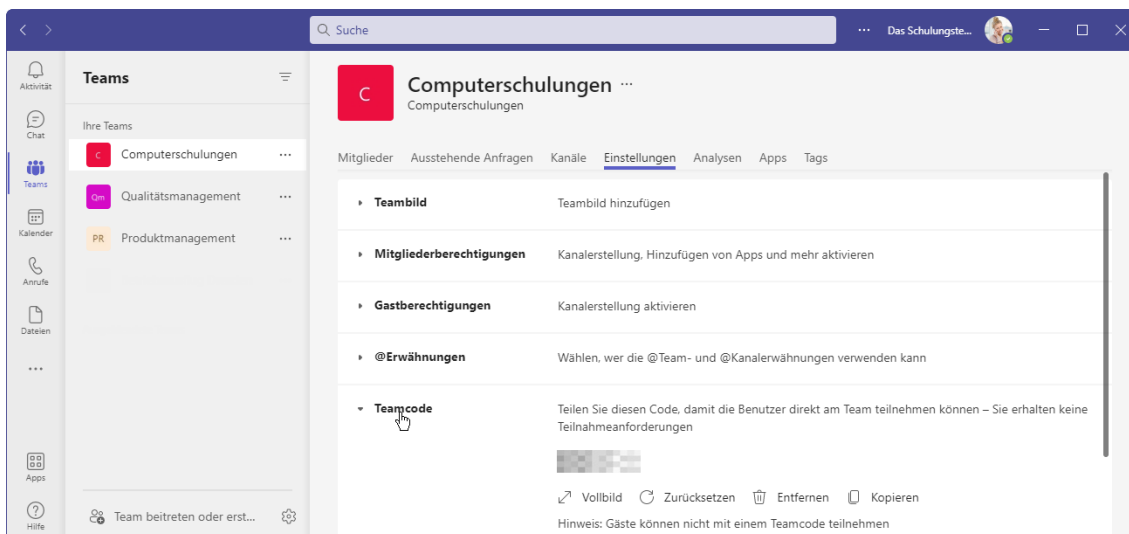 Suche
Das Schulungste...
Aktivität
Chat
Teams
Kalender
Anrufe
Dateien
Apps
Hilfe
Teams
Ihre Teams
C Computerschulungen
Qm Qualitätsmanagement
PR Produktmanagement
Team beitreten oder erst...
C
Computerschulungen
Computerschulungen
Mitglieder Ausstehende Anfragen Kanäle Einstellungen Analysen Apps Tags
Teambild Teambild hinzufügen
Mitgliederberechtigungen Kanalerstellung, Hinzufügen von Apps und mehr aktivieren
Gastberechtigungen Kanalerstellung aktivieren
@Erwähnungen Wählen, wer die @Team- und @Kanalerwähnungen verwenden kann
Teamcode Teilen Sie diesen Code, damit die Benutzer direkt am Team teilnehmen können – Sie erhalten keine
Teilnahmeanforderungen
Vollbild Zurücksetzen Entfernen Kopieren
Hinweis: Gäste können nicht mit einem Teamcode teilnehmen